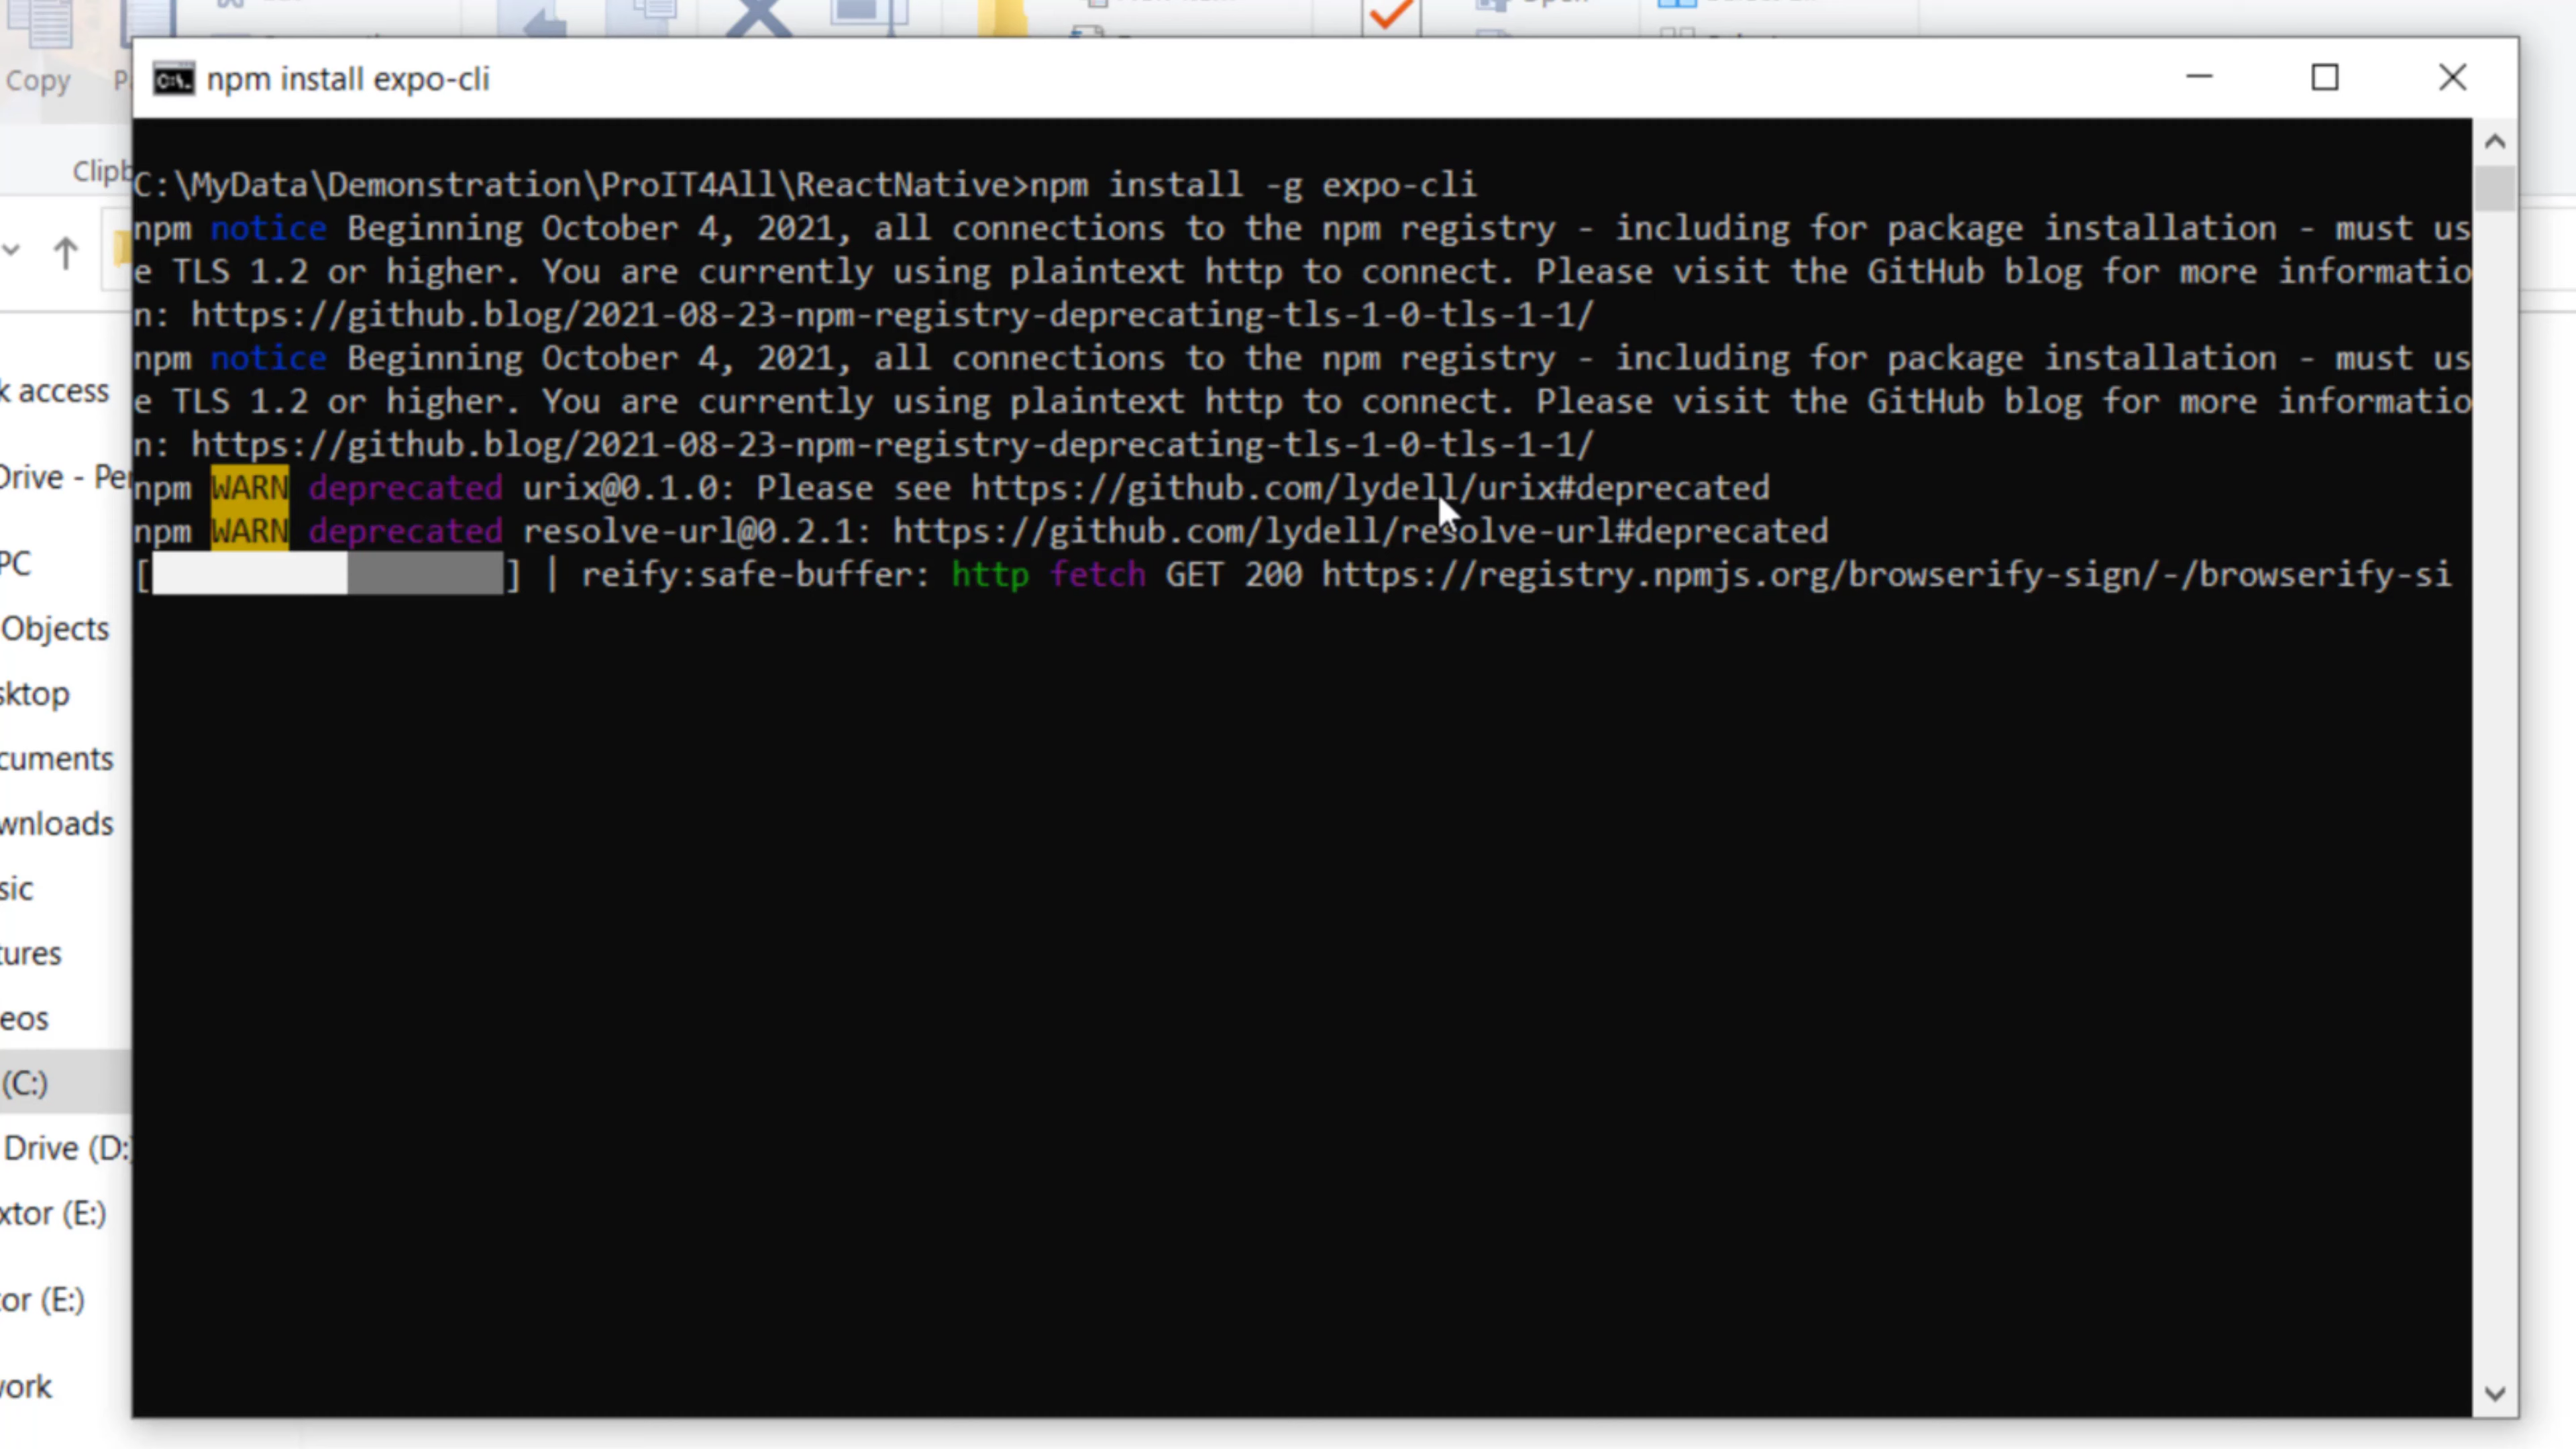 Copy
npm install expo-cli
C:\MyData\Demonstration\ProIT4All\ReactNative>npm install -g expo-cli
npm notice Beginning October 4, 2021, all connections to the npm registry - including for package installation - must us
e TLS 1.2 or higher. You are currently using plaintext http to connect. Please visit the GitHub blog for more informatio
n: https://github.blog/2021-08-23-npm-registry-deprecating-tls-1-0-tls-1-1/
npm notice Beginning October 4, 2021, all connections to the npm registry - including for package installation - must us
e TLS 1.2 or higher. You are currently using plaintext http to connect. Please visit the GitHub blog for more informatio
n: https://github.blog/2021-08-23-npm-registry-deprecating-tls-1-0-tls-1-1/
npm WARN deprecated urix@0.1.0: Please see https://github.com/lydell/urix#deprecated
npm WARN deprecated resolve-url@0.2.1: https://github.com/lydell/resolve-url#deprecated
[ ] | reify:safe-buffer: http fetch GET 200 https://registry.npmjs.org/browserify-sign/-/browserify-si
Clipb
k access
Drive - Per
PC
Objects
sktop
cuments
wnloads
sic
tures
eos
(C:)
Drive (D:)
xtor (E:)
tor (E:)
work